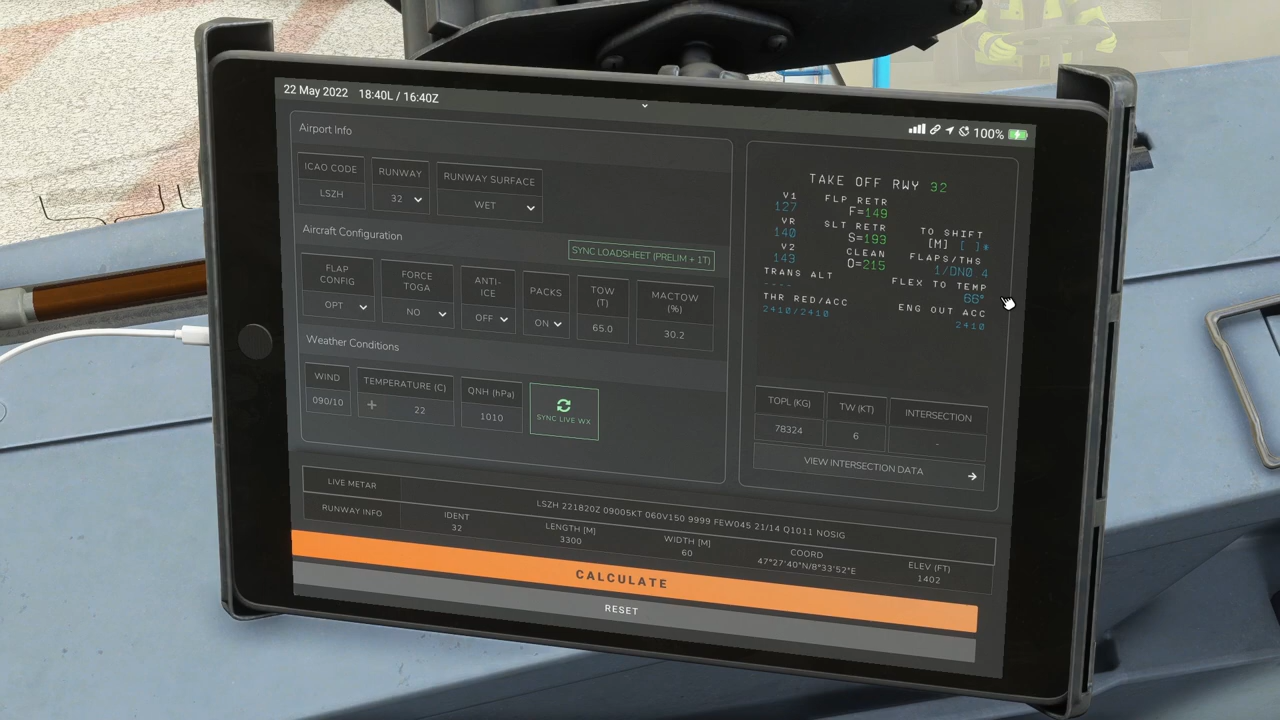 22 May 2022 18:40L / 16:40Z
100%
Airport Info
ICAO CODE
LSZH
RUNWAY
32
RUNWAY SURFACE
WET
Aircraft Configuration
SYNC LOADSHEET (PRELIM + 1T)
FLAP CONFIG
OPT
FORCE TOGA
NO
ANTI-ICE
OFF
PACKS
ON
TOW (T)
65.0
MACTOW (%)
30.2
Weather Conditions
WIND
090/10
TEMPERATURE (C)
+ 22
QNH (hPa)
1010
SYNC LIVE WX
TAKE OFF RWY 32
V1
127
VR
140
V2
143
TRANS ALT
----
THR RED/ACC
2410/2410
FLP RETR
F=149
SLT RETR
S=193
CLEAN
O=215
TO SHIFT
[M] [ ]*
FLAPS/THS
1/DN0.4
FLEX TO TEMP
66°
ENG OUT ACC
2410
TOPL (KG)
78324
TW (KT)
6
INTERSECTION
-
VIEW INTERSECTION DATA
LIVE METAR
LSZH 221820Z 09005KT 060V150 9999 FEW045 21/14 Q1011 NOSIG
RUNWAY INFO
IDENT
32
LENGTH (M)
3300
WIDTH (M)
60
COORD
47°27'40"N/8°33'52"E
ELEV (FT)
1402
CALCULATE
RESET